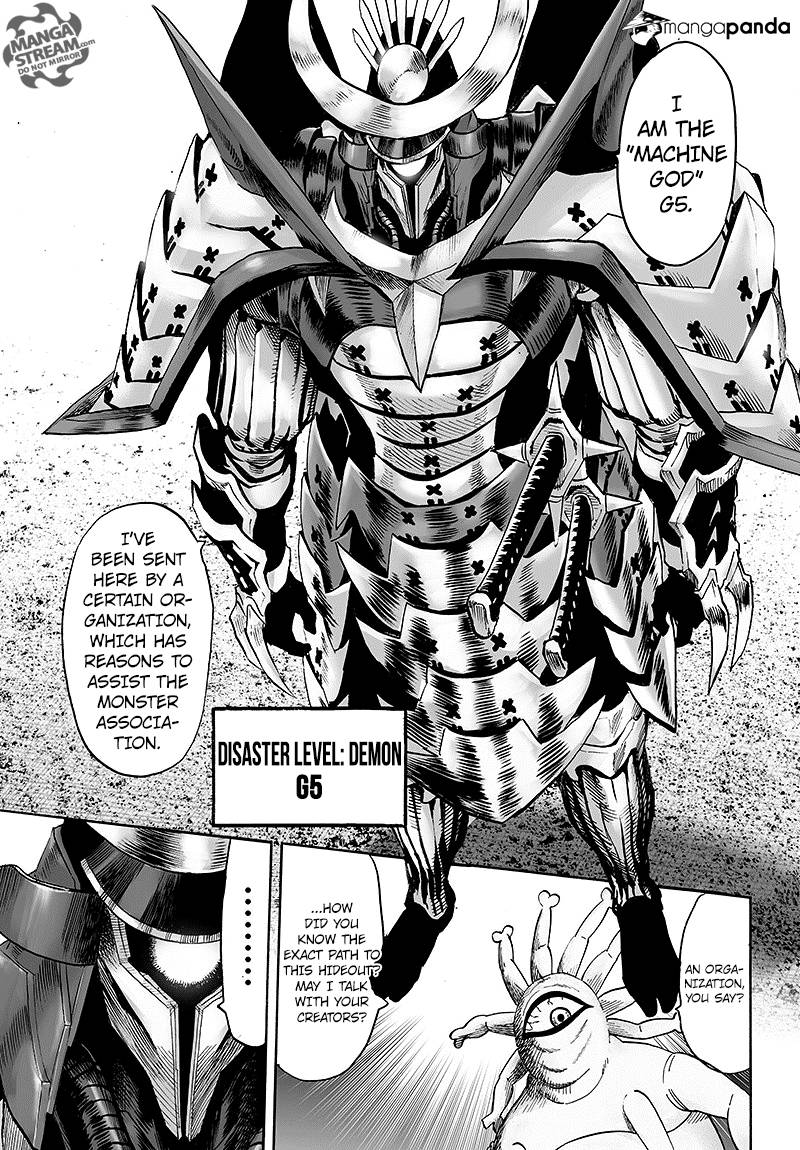 MANGA
STREAM.com
DO NOT MIRROR!
mangapanda
I
AM THE
"MACHINE
GOD"
G5.
I'VE
BEEN SENT
HERE BY A
CERTAIN OR-
GANIZATION,
WHICH HAS
REASONS TO
ASSIST THE
MONSTER
ASSOCIA-
TION.
DISASTER LEVEL: DEMON
G5
AN ORGA-
NIZATION,
YOU SAY?
...HOW
DID YOU
KNOW THE
EXACT PATH TO
THIS HIDEOUT?
MAY I TALK
WITH YOUR
CREATORS?
.........